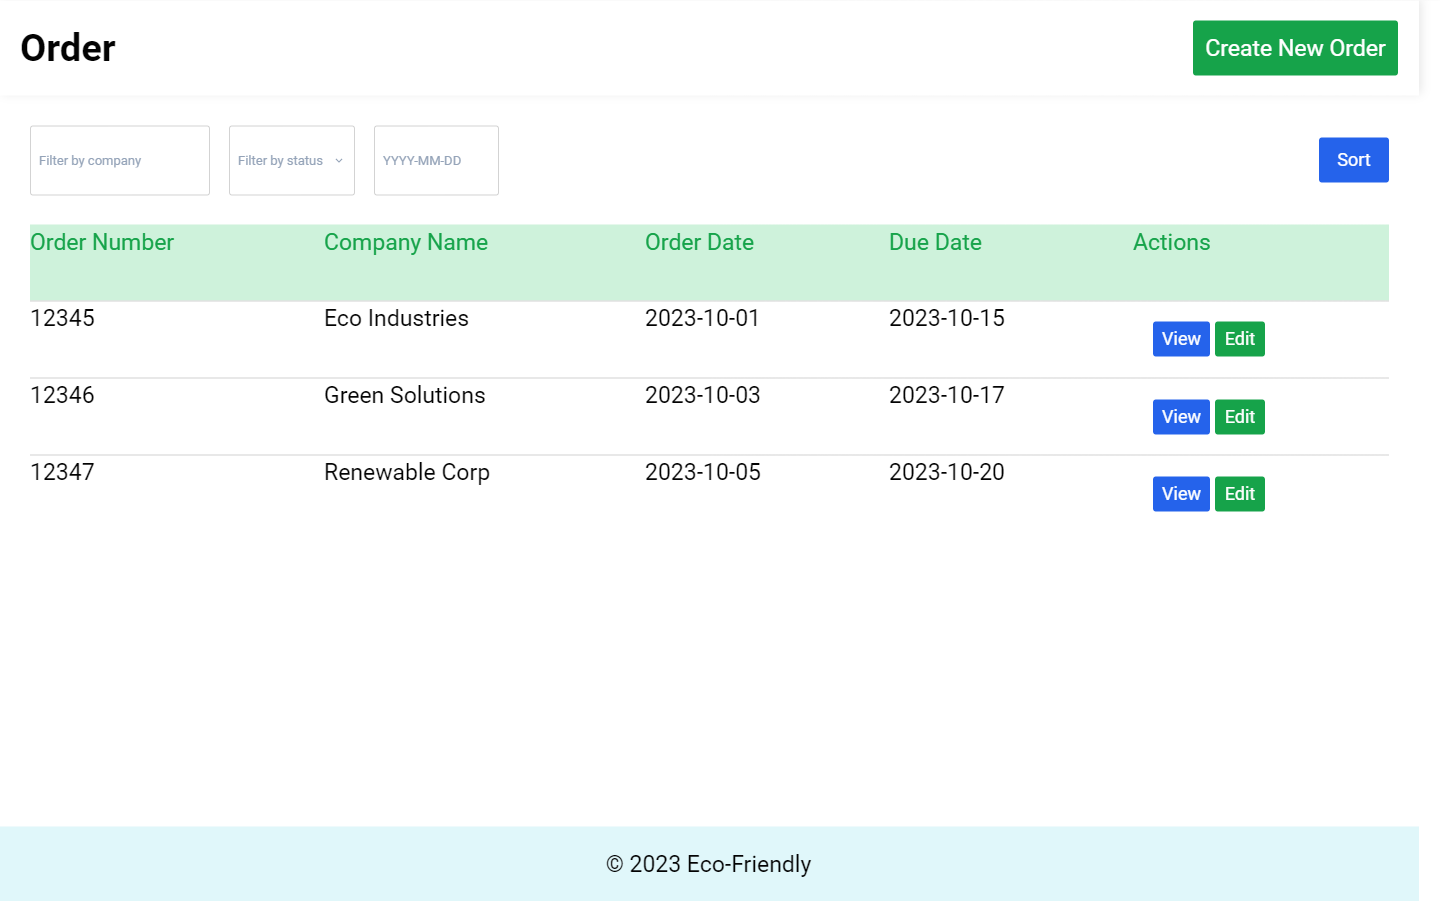 Order
Create New Order
Filter by company
Filter by status
YYYY-MM-DD
Sort
Order Number Company Name Order Date Due Date Actions
12345 Eco Industries 2023-10-01 2023-10-15 View Edit
12346 Green Solutions 2023-10-03 2023-10-17 View Edit
12347 Renewable Corp 2023-10-05 2023-10-20 View Edit
© 2023 Eco-Friendly